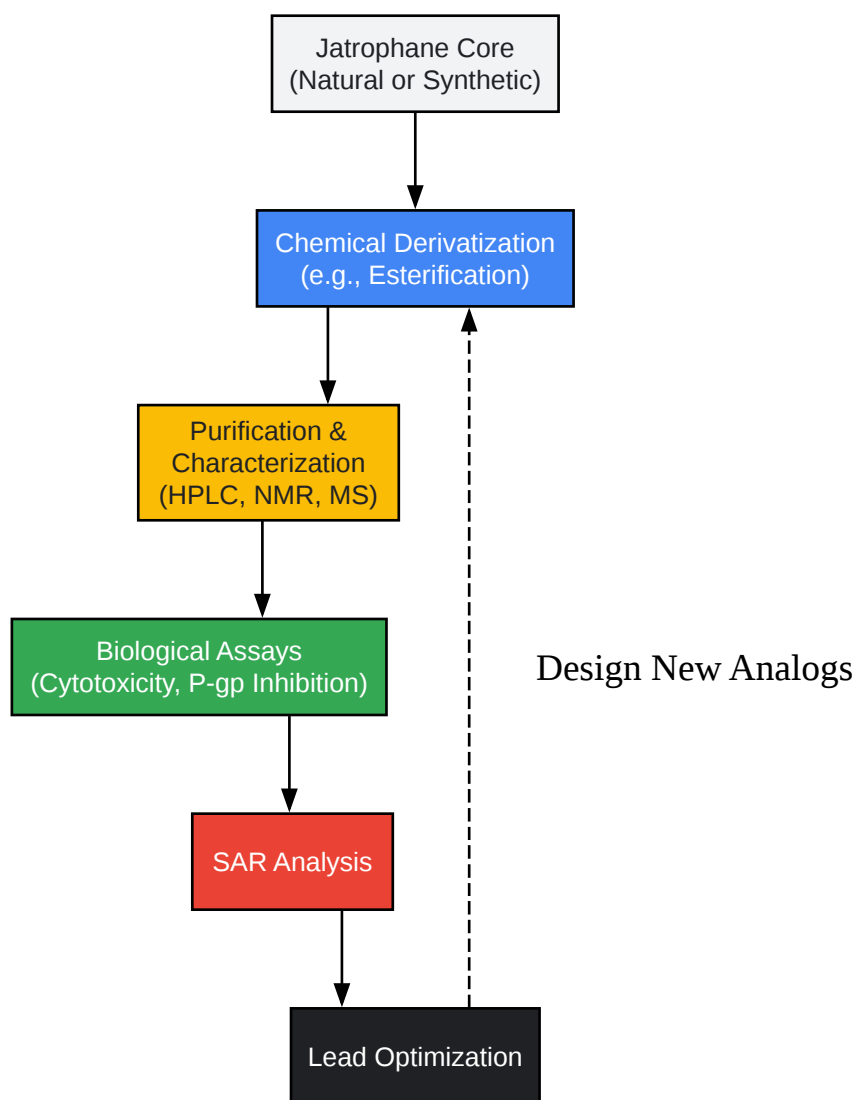 Jatrophane Core
(Natural or Synthetic)
Chemical Derivatization
(e.g., Esterification)
Purification &
Characterization
(HPLC, NMR, MS)
Biological Assays
(Cytotoxicity, P-gp Inhibition)
Design New Analogs
SAR Analysis
Lead Optimization